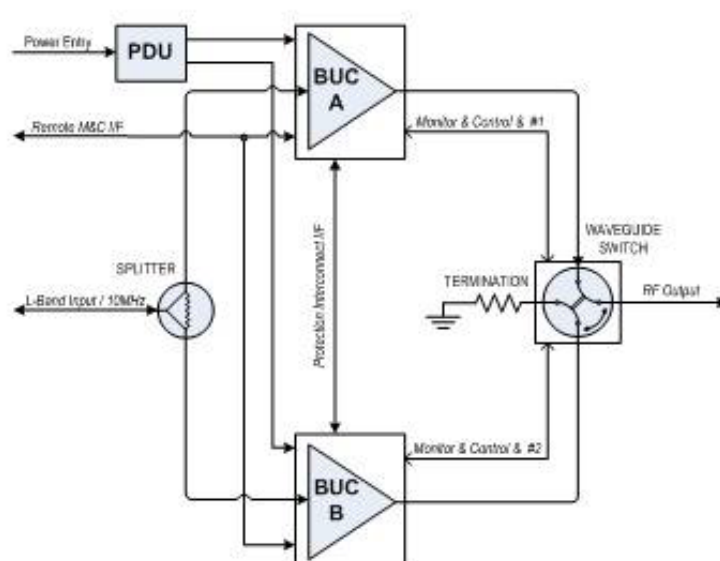 Power Entry
PDU
BUC
A
Remote M&C I/F
Monitor & Control & #1
WAVEGUIDE
SWITCH
SPLITTER
Protection Interconnect I/F
TERMINATION
L-Band Input / 10MHz
RF Output
Monitor & Control & #2
BUC
B